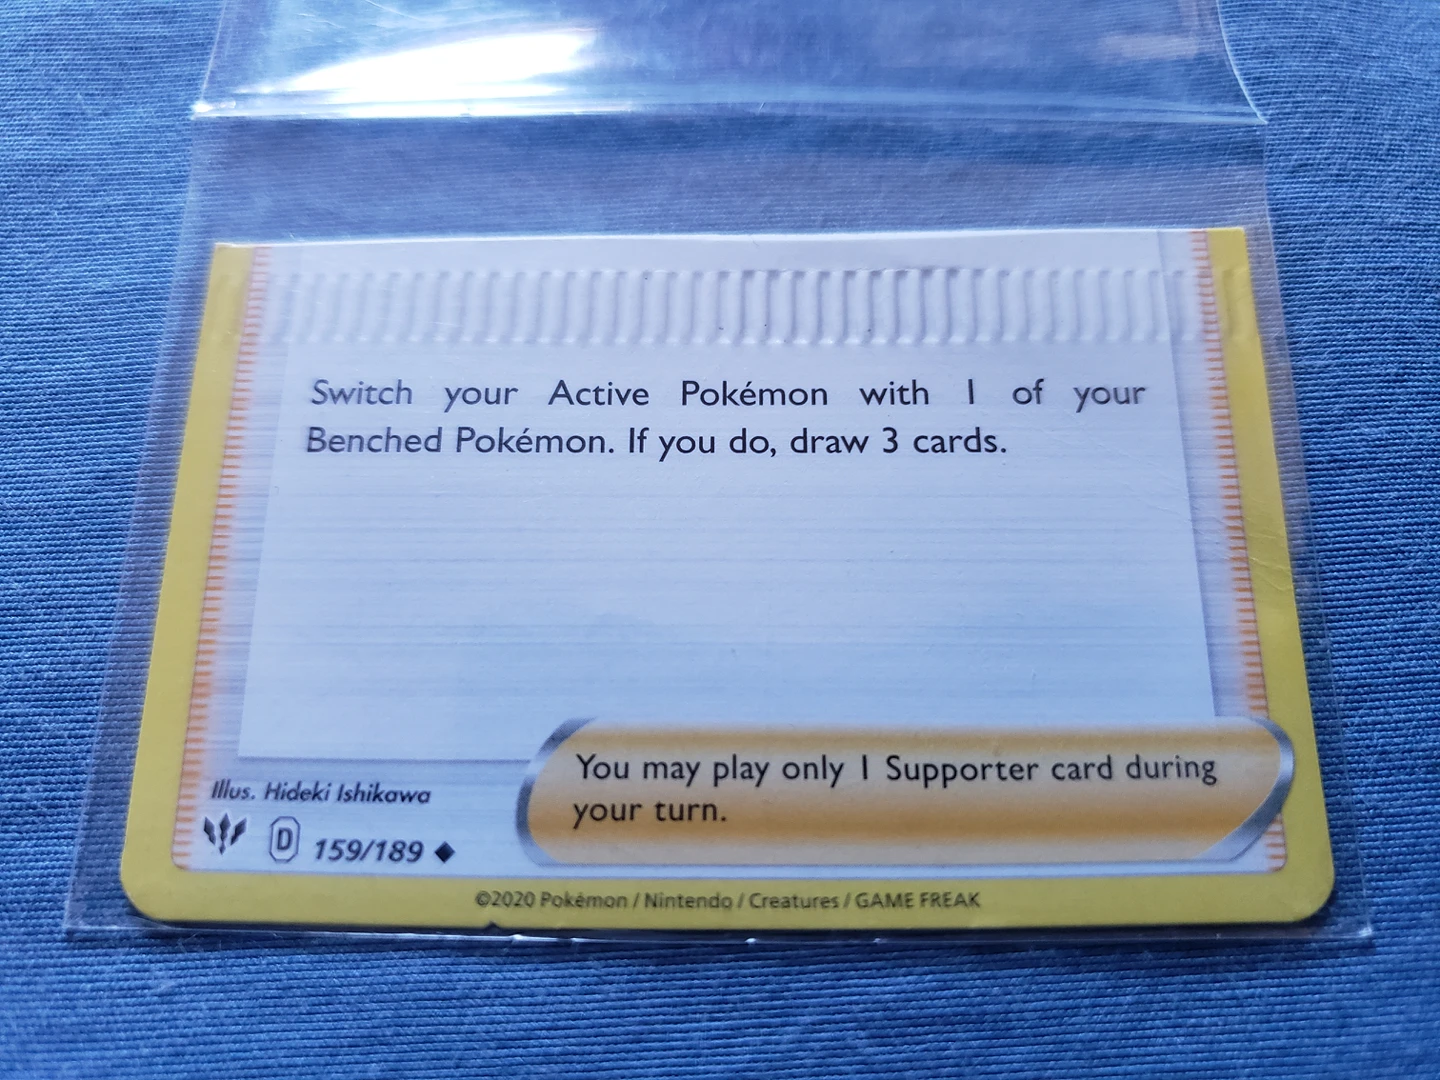 Switch your Active Pokémon with 1 of your
Benched Pokémon. If you do, draw 3 cards.
You may play only 1 Supporter card during
your turn.
Illus. Hideki Ishikawa
D 159/189
©2020 Pokémon / Nintendo / Creatures / GAME FREAK